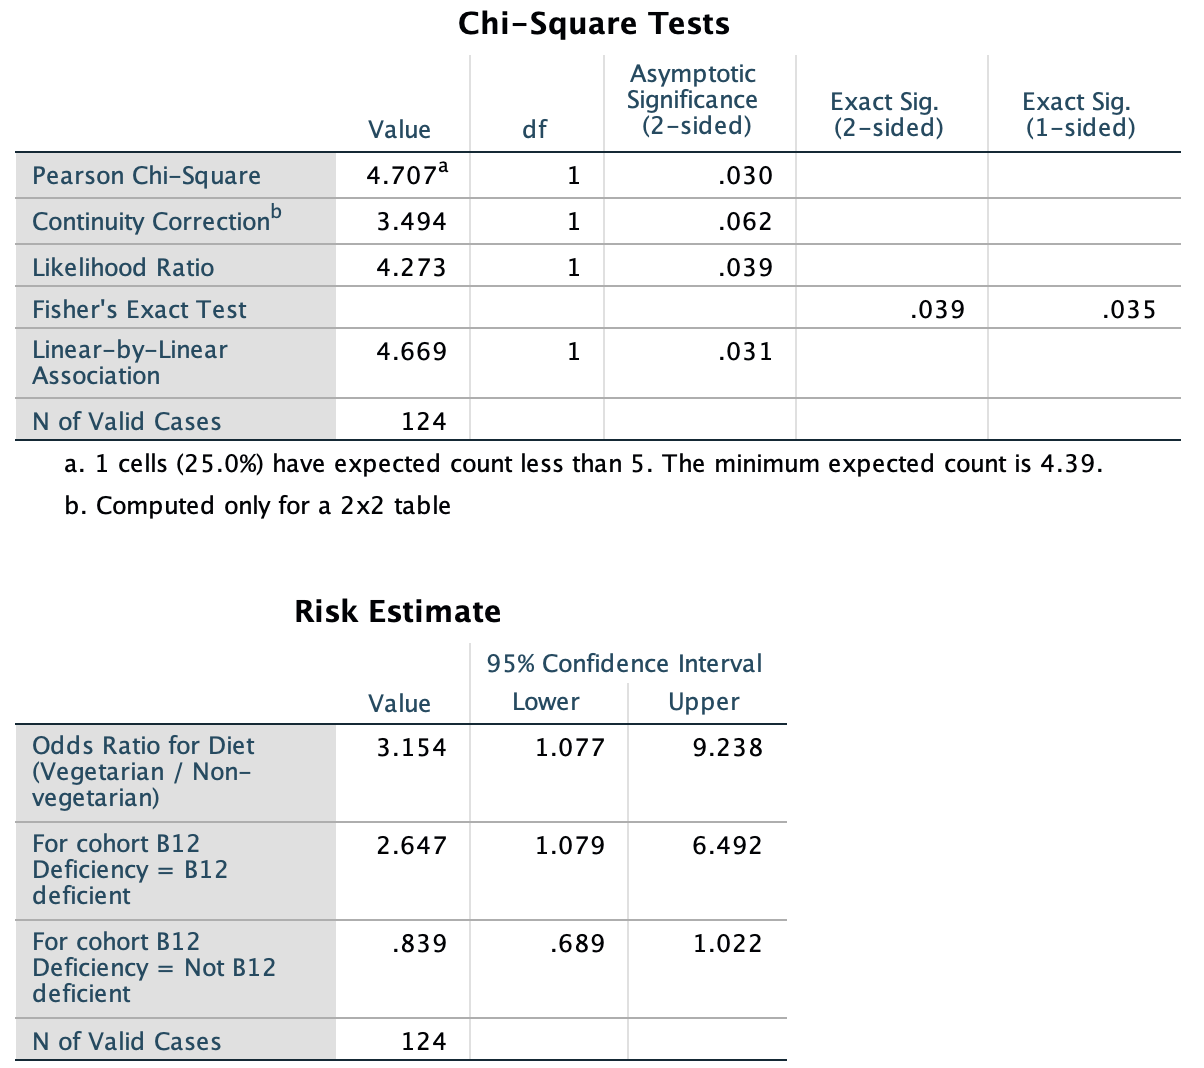 Chi-Square Tests
Value df Asymptotic Significance (2-sided) Exact Sig. (2-sided) Exact Sig. (1-sided)
Pearson Chi-Square 4.707a 1 .030
Continuity Correctionb 3.494 1 .062
Likelihood Ratio 4.273 1 .039
Fisher's Exact Test .039 .035
Linear-by-Linear Association 4.669 1 .031
N of Valid Cases 124
a. 1 cells (25.0%) have expected count less than 5. The minimum expected count is 4.39.
b. Computed only for a 2x2 table
Risk Estimate
95% Confidence Interval
Value Lower Upper
Odds Ratio for Diet (Vegetarian / Non-vegetarian) 3.154 1.077 9.238
For cohort B12 Deficiency = B12 deficient 2.647 1.079 6.492
For cohort B12 Deficiency = Not B12 deficient .839 .689 1.022
N of Valid Cases 124